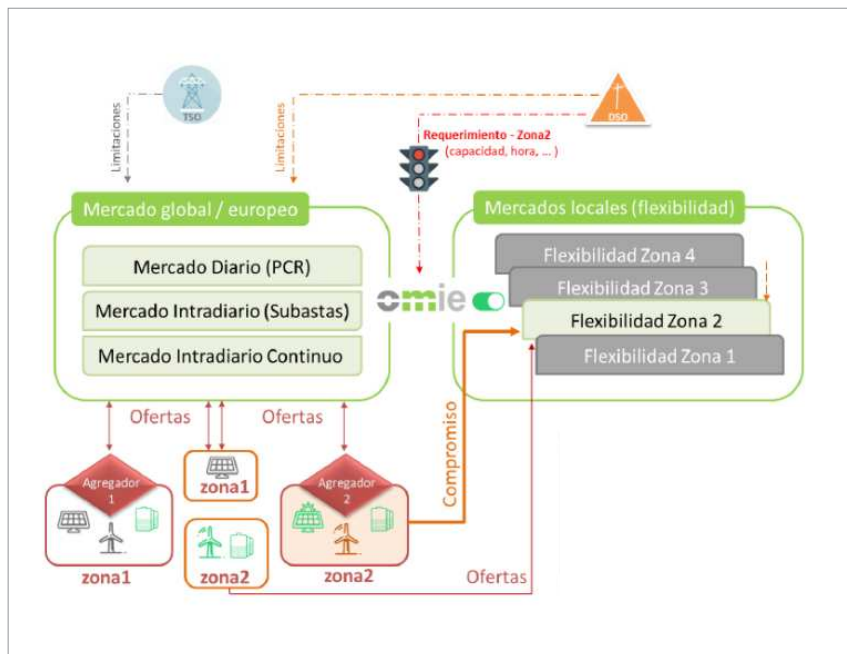 TSO
DSO
Limitaciones
Limitaciones
Requerimiento - Zona2
(capacidad, hora, ... )
Mercado global / europeo
Mercado Diario (PCR)
Mercado Intradiario (Subastas)
Mercado Intradiario Continuo
omie
Mercados locales (flexibilidad)
Flexibilidad Zona 4
Flexibilidad Zona 3
Flexibilidad Zona 2
Flexibilidad Zona 1
Ofertas
Ofertas
Compromiso
Agregador
1
zona1
zona1
zona2
Agregador
2
zona2
Ofertas